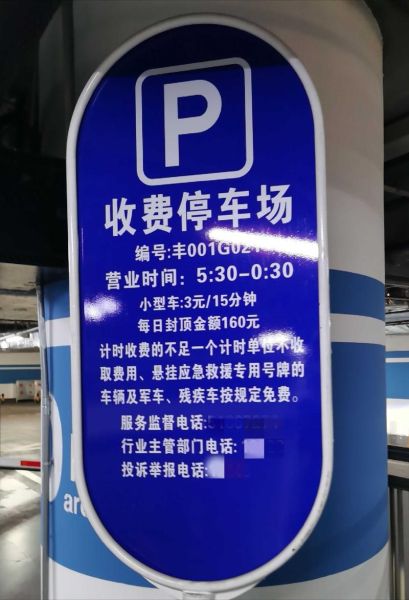 P
收费停车场
编号:丰001G021
营业时间: 5:30-0:30
小型车:3元/15分钟
每日封顶金额160元
计时收费的不足一个计时单位不收
取费用、悬挂应急救援专用号牌的
车辆及军车、残疾车按规定免费。
服务监督电话:
行业主管部门电话:
投诉举报电话: